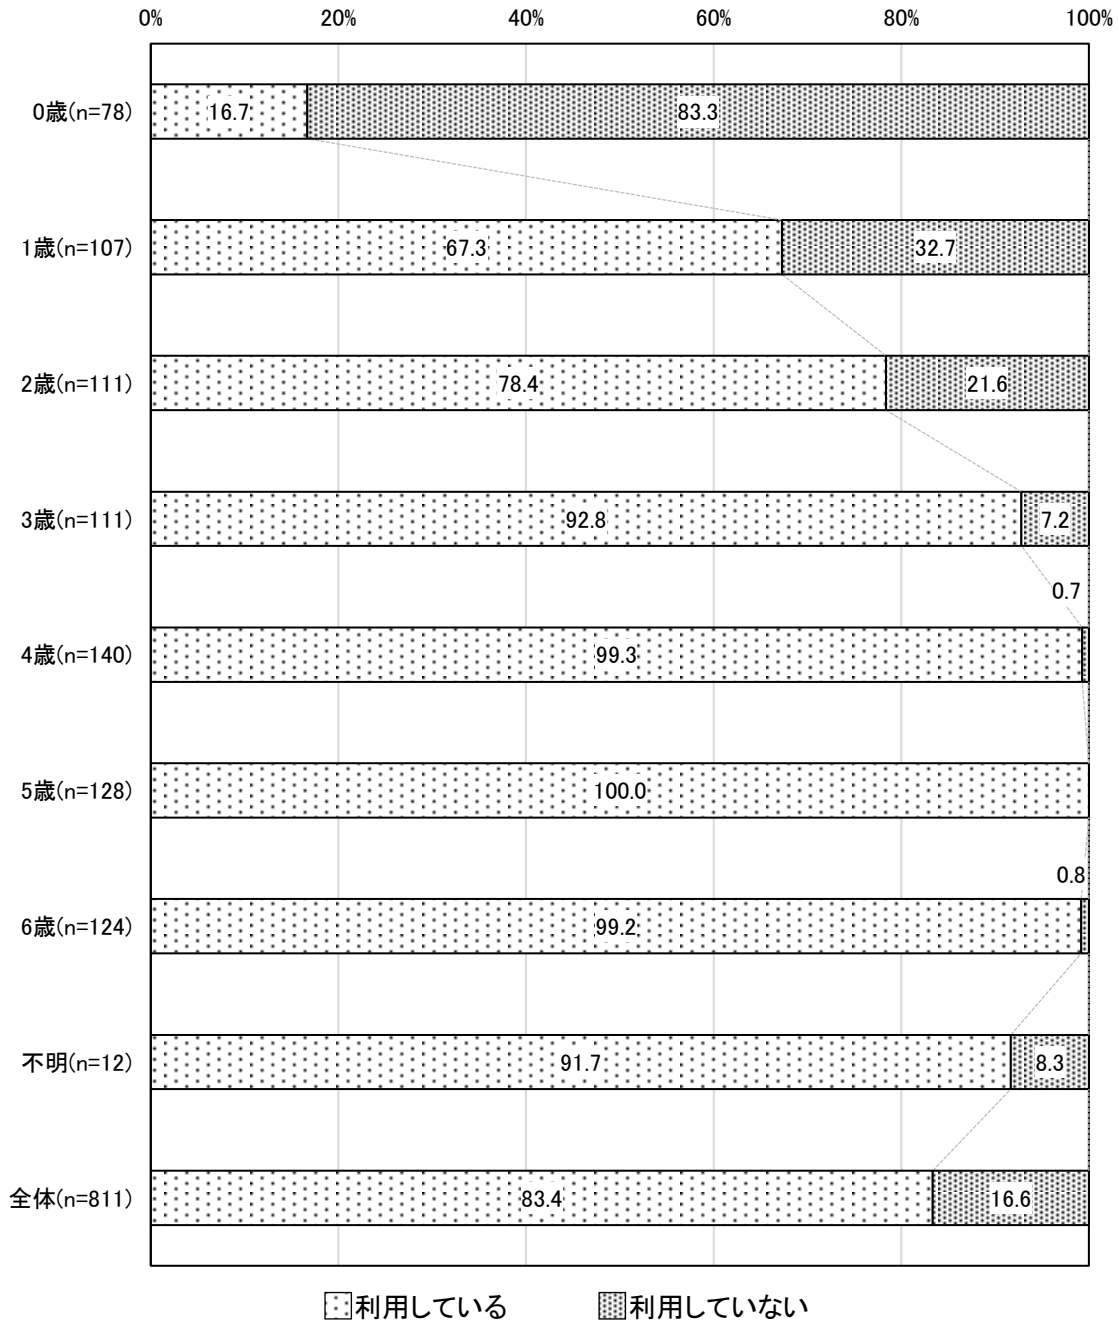 0% 20% 40% 60% 80% 100%
0歳(n=78) 16.7 83.3
1歳(n=107) 67.3 32.7
2歳(n=111) 78.4 21.6
3歳(n=111) 92.8 7.2
0.7
4歳(n=140) 99.3
5歳(n=128) 100.0
0.8
6歳(n=124) 99.2
不明(n=12) 91.7 8.3
全体(n=811) 83.4 16.6
利用している 利用していない